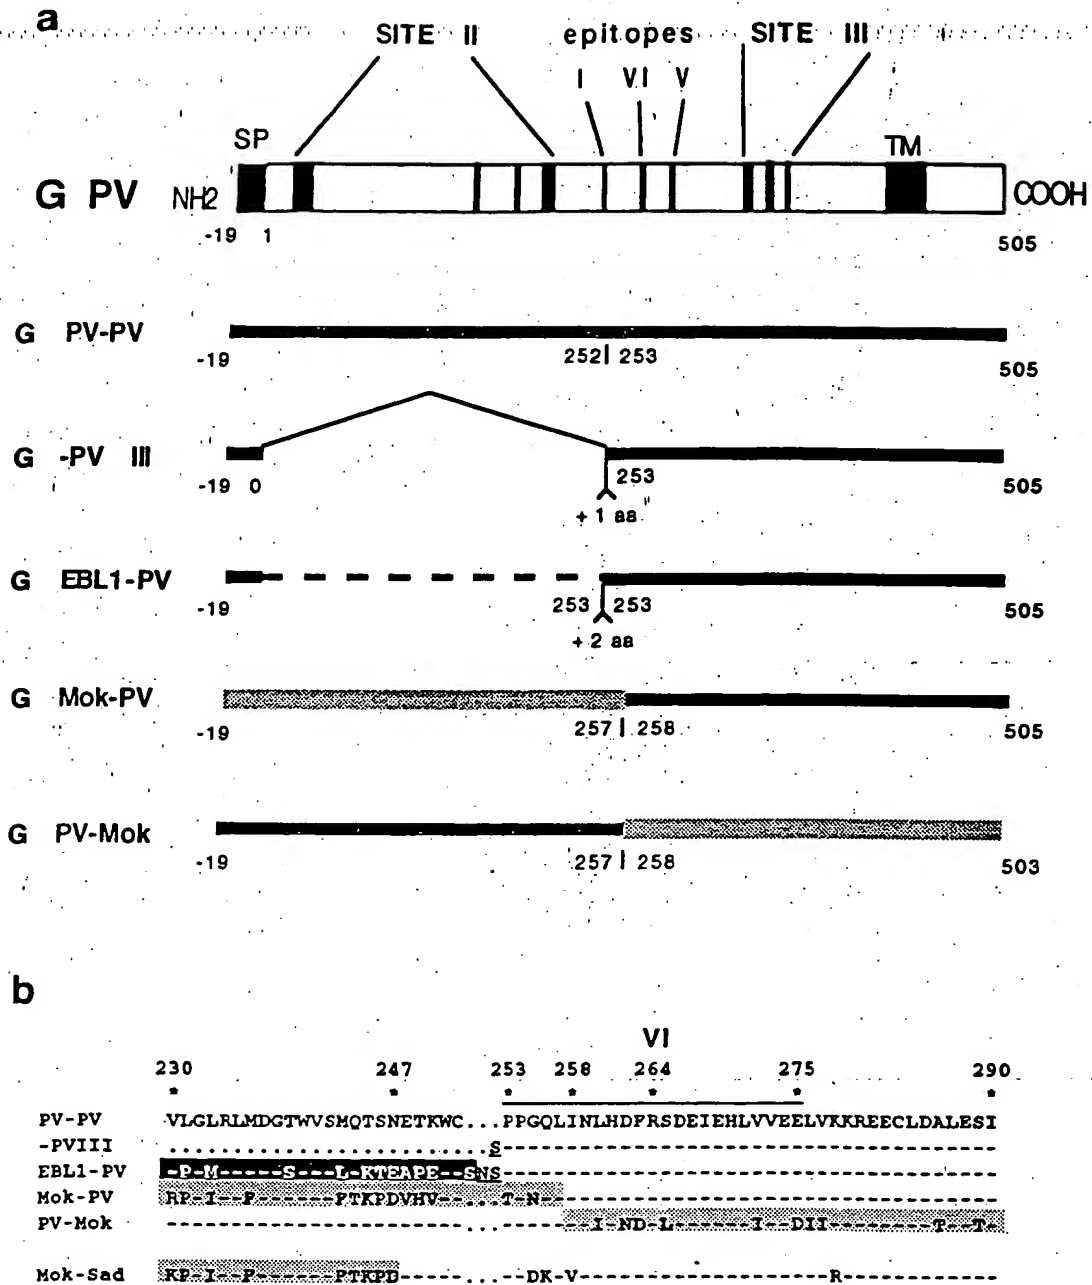 a
SITE II epitopes SITE III
I VI V
SP TM
G PV NH2 COOH
-19 1 505
G PV-PV
-19 252 | 253 505
G -PV III
-19 0 253 505
+ 1 aa
G EBL1-PV
-19 253 253 505
+ 2 aa
G Mok-PV
-19 257 | 258 505
G PV-Mok
-19 257 | 258 503
b
VI
230 247 253 258 264 275 290
* * * * * * *
PV-PV VLGLRLMDGTWVSMQTSNETKWC...PPGQLINLHDFRSDEIEHLVVEELVKKREECLDALESI
-PVIII ..........................S--------------------------------------
EBL1-PV -P-M-----S---L-KTEAPE--SNS--------------------------------------
Mok-PV RP-I--F------FTKPDVHV--...T-N-----------------------------------
PV-Mok -----------------------...-----I-ND-L------I--DII-------T--T-
Mok-Sad KP-I--P------PTKPD-----...--DK-V----------------R----------